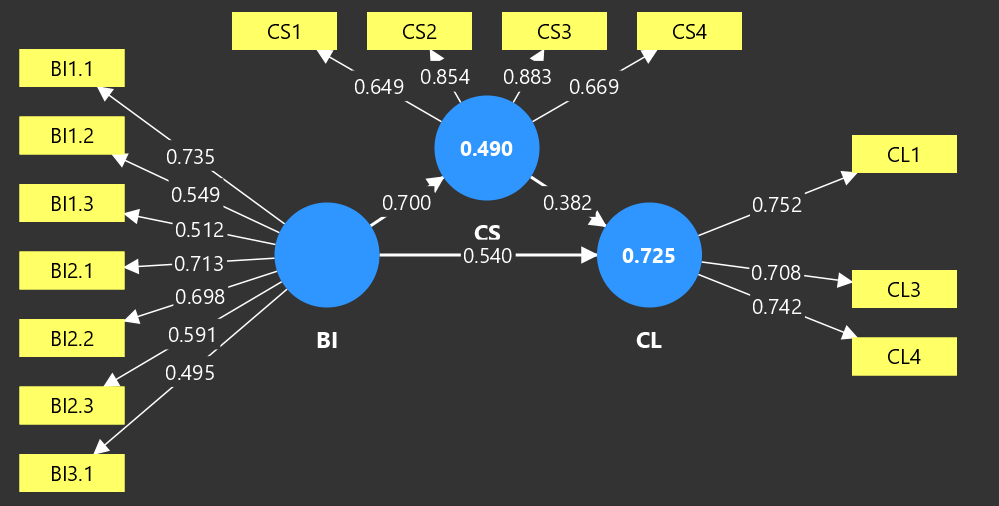 CS1
CS2
CS3
CS4
BI1.1
0.649
0.854
0.883
0.669
BI1.2
0.735
0.490
CL1
BI1.3
0.549
0.700
0.382
0.752
0.512
CS
BI2.1
0.713
0.540
0.725
0.708
CL3
0.698
0.742
BI2.2
0.591
BI
CL
CL4
0.495
BI2.3
BI3.1